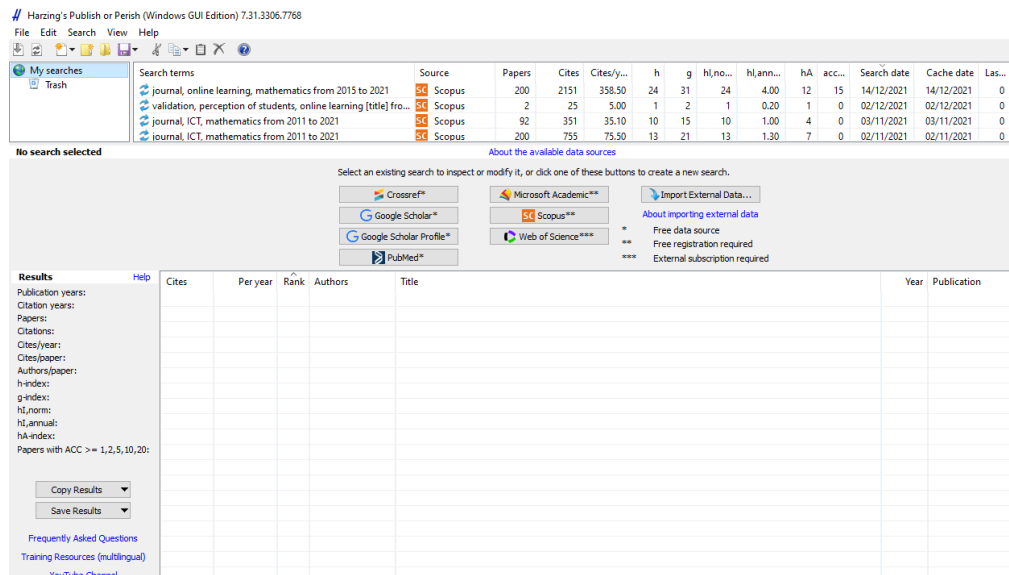 Harzing's Publish or Perish (Windows GUI Edition) 7.31.3306.7768
File Edit Search View Help
My searches
Trash
Search terms Source Papers Cites Cites/y... h g hI,no... hI,ann... hA acc... Search date Cache date Las...
journal, online learning, mathematics from 2015 to 2021 SC Scopus 200 2151 358.50 24 31 24 4.00 12 15 14/12/2021 14/12/2021 0
validation, perception of students, online learning [title] fro... SC Scopus 2 25 5.00 1 2 1 0.20 1 0 02/12/2021 02/12/2021 0
journal, ICT, mathematics from 2011 to 2021 SC Scopus 92 351 35.10 10 15 10 1.00 4 0 03/11/2021 03/11/2021 0
journal, ICT, mathematics from 2011 to 2021 SC Scopus 200 755 75.50 13 21 13 1.30 7 0 02/11/2021 02/11/2021 0
No search selected About the available data sources
Select an existing search to inspect or modify it, or click one of these buttons to create a new search.
Crossref* Microsoft Academic** Import External Data...
Google Scholar* SC Scopus** About importing external data
Google Scholar Profile* Web of Science*** * Free data source
** Free registration required
PubMed* *** External subscription required
Results Help
Cites Per year Rank Authors Title Year Publication
Publication years:
Citation years:
Papers:
Citations:
Cites/year:
Cites/paper:
Authors/paper:
h-index:
g-index:
hI,norm:
hI,annual:
hA-index:
Papers with ACC >= 1,2,5,10,20:
Copy Results
Save Results
Frequently Asked Questions
Training Resources (multilingual)
YouTube Channel